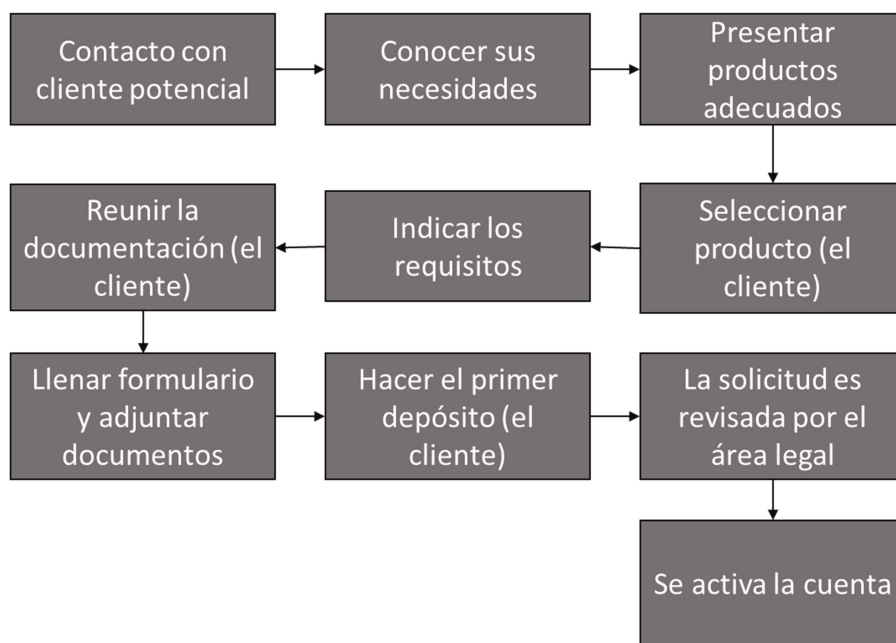 Contacto con
cliente potencial
Conocer sus
necesidades
Presentar
productos
adecuados
Seleccionar
producto (el
cliente)
Indicar los
requisitos
Reunir la
documentación (el
cliente)
Llenar formulario
y adjuntar
documentos
Hacer el primer
depósito (el
cliente)
La solicitud es
revisada por el
área legal
Se activa la cuenta